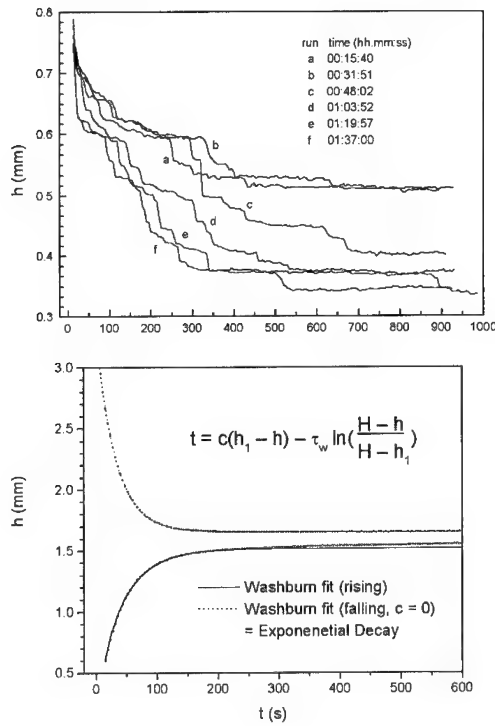 0.8
0.7
0.6
0.5
0.4
0.3
h (mm)
run time (hh.mm:ss)
a 00:15:40
b 00:31:51
c 00:48:02
d 01:03:52
e 01:19:57
f 01:37:00
a
b
c
d
e
f
0 100 200 300 400 500 600 700 800 900 1000
3.0
2.5
2.0
1.5
1.0
0.5
h (mm)
t = c(h₁ − h) − τ_w ln((H − h)/(H − h₁))
Washburn fit (rising)
Washburn fit (falling, c = 0)
= Exponenetial Decay
0 100 200 300 400 500 600
t (s)